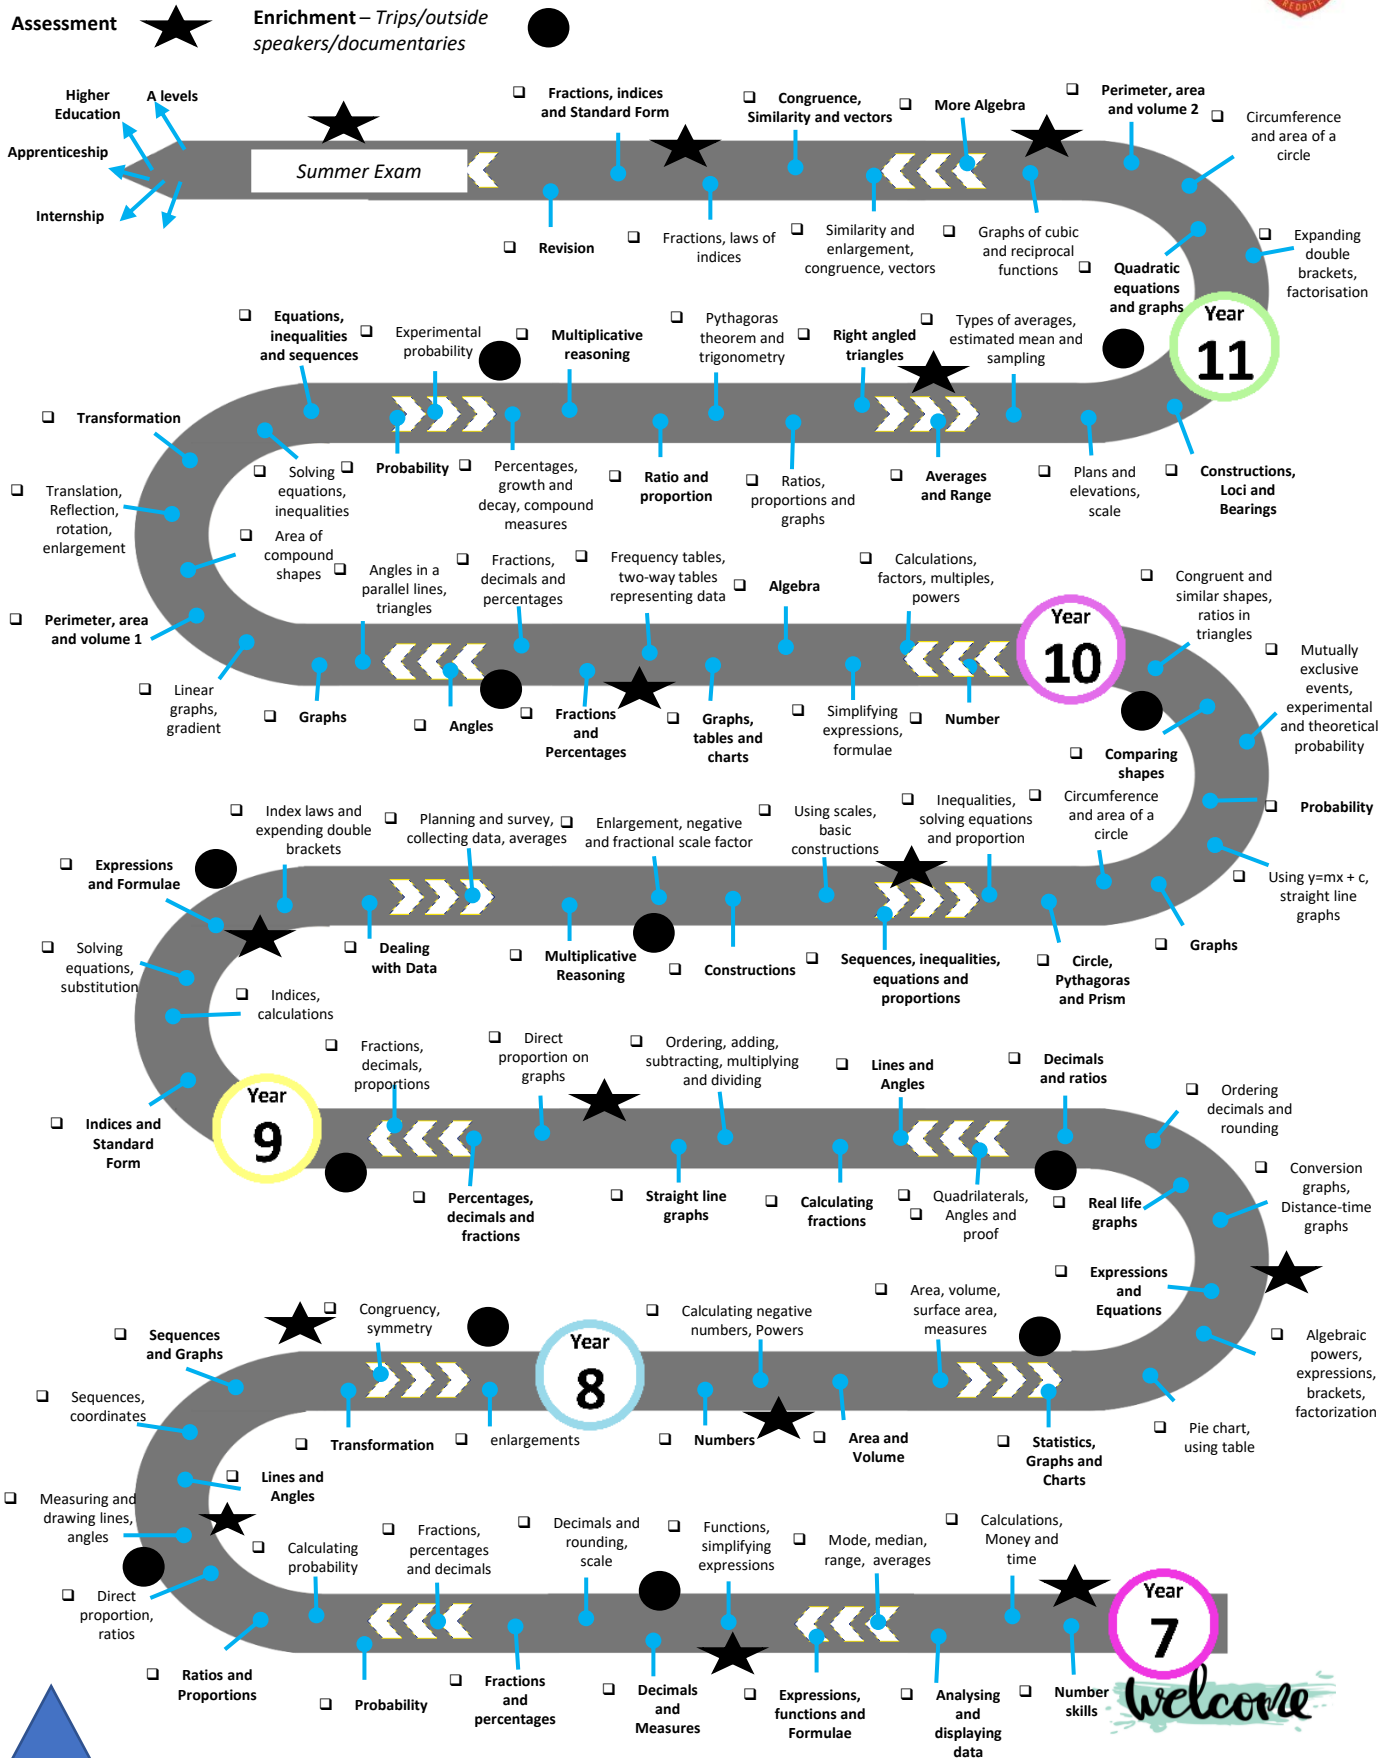 Assessment
Enrichment – Trips/outside
speakers/documentaries
REDDITE
Higher
Education
A levels
Apprenticeship
Internship
Summer Exam
Fractions, indices
and Standard Form
Congruence,
Similarity and vectors
More Algebra
Perimeter, area
and volume 2
Circumference
and area of a
circle
Revision
Fractions, laws of
indices
Similarity and
enlargement,
congruence, vectors
Graphs of cubic
and reciprocal
functions
Quadratic
equations
and graphs
Expanding
double
brackets,
factorisation
Year
11
Equations,
inequalities
and sequences
Experimental
probability
Multiplicative
reasoning
Pythagoras
theorem and
trigonometry
Right angled
triangles
Types of averages,
estimated mean and
sampling
Transformation
Solving
equations,
inequalities
Probability
Percentages,
growth and
decay, compound
measures
Ratio and
proportion
Ratios,
proportions and
graphs
Averages
and Range
Plans and
elevations,
scale
Constructions,
Loci and
Bearings
Translation,
Reflection,
rotation,
enlargement
Area of
compound
shapes
Angles in a
parallel lines,
triangles
Fractions,
decimals and
percentages
Frequency tables,
two-way tables
representing data
Algebra
Calculations,
factors, multiples,
powers
Year
10
Congruent and
similar shapes,
ratios in
triangles
Perimeter, area
and volume 1
Linear
graphs,
gradient
Graphs
Angles
Fractions
and
Percentages
Graphs,
tables and
charts
Simplifying
expressions,
formulae
Number
Comparing
shapes
Mutually
exclusive
events,
experimental
and theoretical
probability
Probability
Index laws and
expending double
brackets
Planning and survey,
collecting data, averages
Enlargement, negative
and fractional scale factor
Using scales,
basic
constructions
Inequalities,
solving equations
and proportion
Circumference
and area of a
circle
Using y=mx + c,
straight line
graphs
Expressions
and Formulae
Solving
equations,
substitution
Dealing
with Data
Multiplicative
Reasoning
Constructions
Sequences, inequalities,
equations and
proportions
Circle,
Pythagoras
and Prism
Graphs
Indices,
calculations
Indices and
Standard
Form
Year
9
Fractions,
decimals,
proportions
Direct
proportion on
graphs
Ordering, adding,
subtracting, multiplying
and dividing
Lines and
Angles
Decimals
and ratios
Ordering
decimals and
rounding
Percentages,
decimals and
fractions
Straight line
graphs
Calculating
fractions
Quadrilaterals,
Angles and
proof
Real life
graphs
Conversion
graphs,
Distance-time
graphs
Expressions
and
Equations
Sequences
and Graphs
Congruency,
symmetry
Year
8
Calculating negative
numbers, Powers
Area, volume,
surface area,
measures
Algebraic
powers,
expressions,
brackets,
factorization
Sequences,
coordinates
Transformation
enlargements
Numbers
Area and
Volume
Statistics,
Graphs and
Charts
Pie chart,
using table
Lines and
Angles
Measuring and
drawing lines,
angles
Calculating
probability
Fractions,
percentages
and decimals
Decimals and
rounding,
scale
Functions,
simplifying
expressions
Mode, median,
range, averages
Calculations,
Money and
time
Year
7
Direct
proportion,
ratios
Ratios and
Proportions
Probability
Fractions
and
percentages
Decimals
and
Measures
Expressions,
functions and
Formulae
Analysing
and
displaying
data
Number
skills
welcome